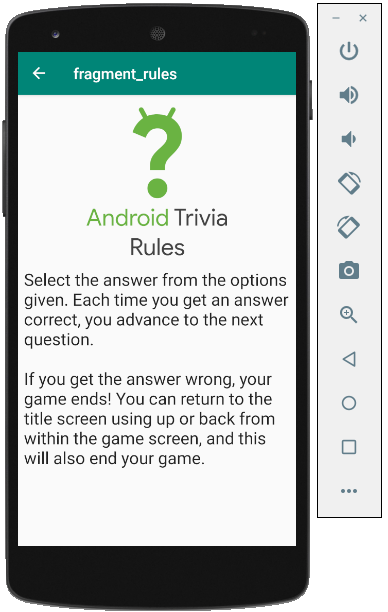 fragment_rules
Android Trivia
Rules
Select the answer from the options
given. Each time you get an answer
correct, you advance to the next
question.
If you get the answer wrong, your
game ends! You can return to the
title screen using up or back from
within the game screen, and this
will also end your game.